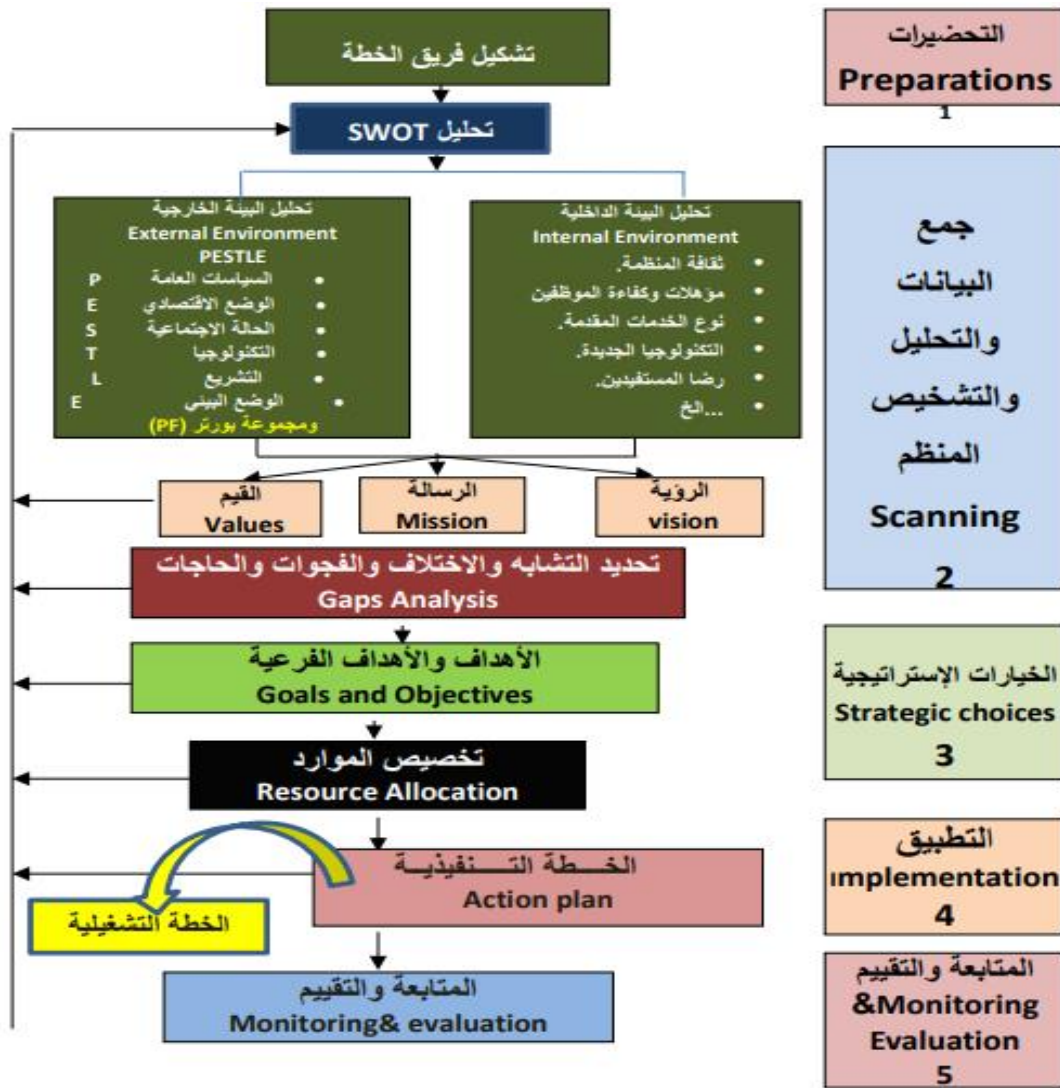 تشكيل فريق الخطة
تحليل SWOT
تحليل البيئة الخارجية
External Environment
PESTLE
• السياسات العامة P
• الوضع الاقتصادي E
• الحالة الاجتماعية S
• التكنولوجيا T
• التشريع L
• الوضع البيئي E
ومجموعة بورتر (PF)
تحليل البيئة الداخلية
Internal Environment
• ثقافة المنظمة.
• مؤهلات وكفاءة الموظفين
• نوع الخدمات المقدمة.
• التكنولوجيا الجديدة.
• رضا المستفيدين.
• ...الخ
القيم
Values
الرسالة
Mission
الرؤية
vision
تحديد التشابه والاختلاف والفجوات والحاجات
Gaps Analysis
الأهداف والأهداف الفرعية
Goals and Objectives
تخصيص الموارد
Resource Allocation
الخـــطة التـــــنفيذيـــة
Action plan
الخطة التشغيلية
المتابعة والتقييم
Monitoring& evaluation
التحضيرات
Preparations
1
جمع
البيانات
والتحليل
والتشخيص
المنظم
Scanning
2
الخيارات الإستراتيجية
Strategic choices
3
التطبيق
Implementation
4
المتابعة والتقييم
&Monitoring
Evaluation
5